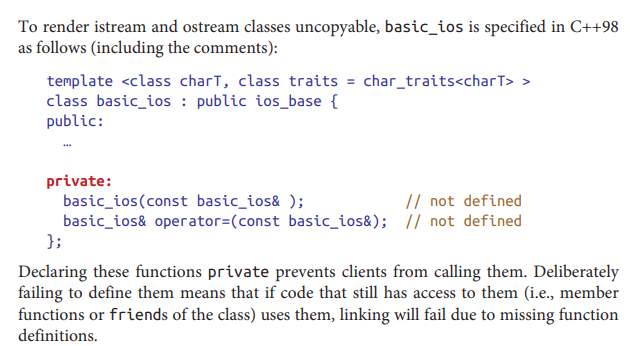 To render istream and ostream classes uncopyable, basic_ios is specified in C++98
as follows (including the comments):
template <class charT, class traits = char_traits<charT> >
class basic_ios : public ios_base {
public:
…
private:
basic_ios(const basic_ios& ); // not defined
basic_ios& operator=(const basic_ios&); // not defined
};
Declaring these functions private prevents clients from calling them. Deliberately
failing to define them means that if code that still has access to them (i.e., member
functions or friends of the class) uses them, linking will fail due to missing function
definitions.